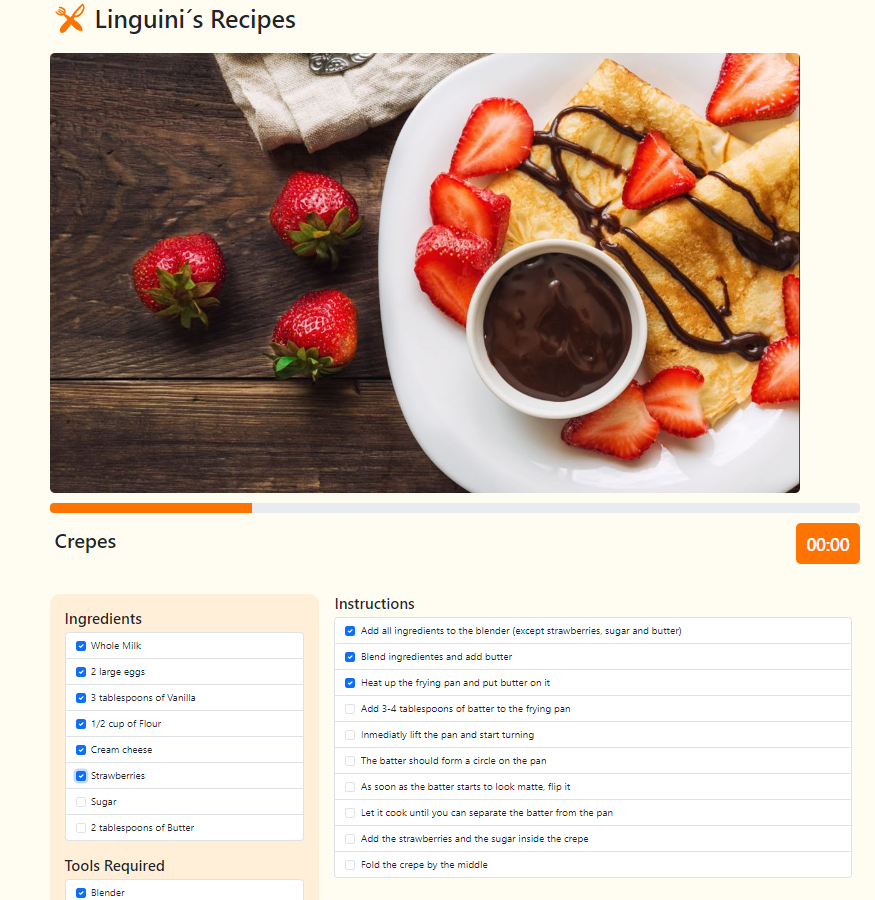 Linguini´s Recipes
Crepes
00:00
Ingredients
Whole Milk
2 large eggs
3 tablespoons of Vanilla
1/2 cup of Flour
Cream cheese
Strawberries
Sugar
2 tablespoons of Butter
Tools Required
Blender
Instructions
Add all ingredients to the blender (except strawberries, sugar and butter)
Blend ingredientes and add butter
Heat up the frying pan and put butter on it
Add 3-4 tablespoons of batter to the frying pan
Inmediatly lift the pan and start turning
The batter should form a circle on the pan
As soon as the batter starts to look matte, flip it
Let it cook until you can separate the batter from the pan
Add the strawberries and the sugar inside the crepe
Fold the crepe by the middle